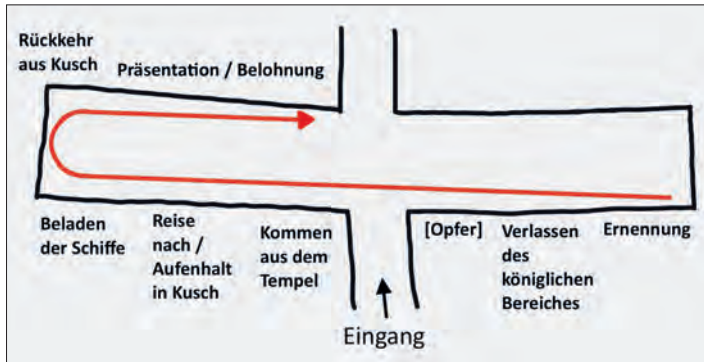 Rückkehr
aus Kusch
Präsentation / Belohnung
Beladen
der Schiffe
Reise
nach /
Aufenhalt
in Kusch
Kommen
aus dem
Tempel
[Opfer]
Verlassen
des
königlichen
Bereiches
Ernennung
Eingang